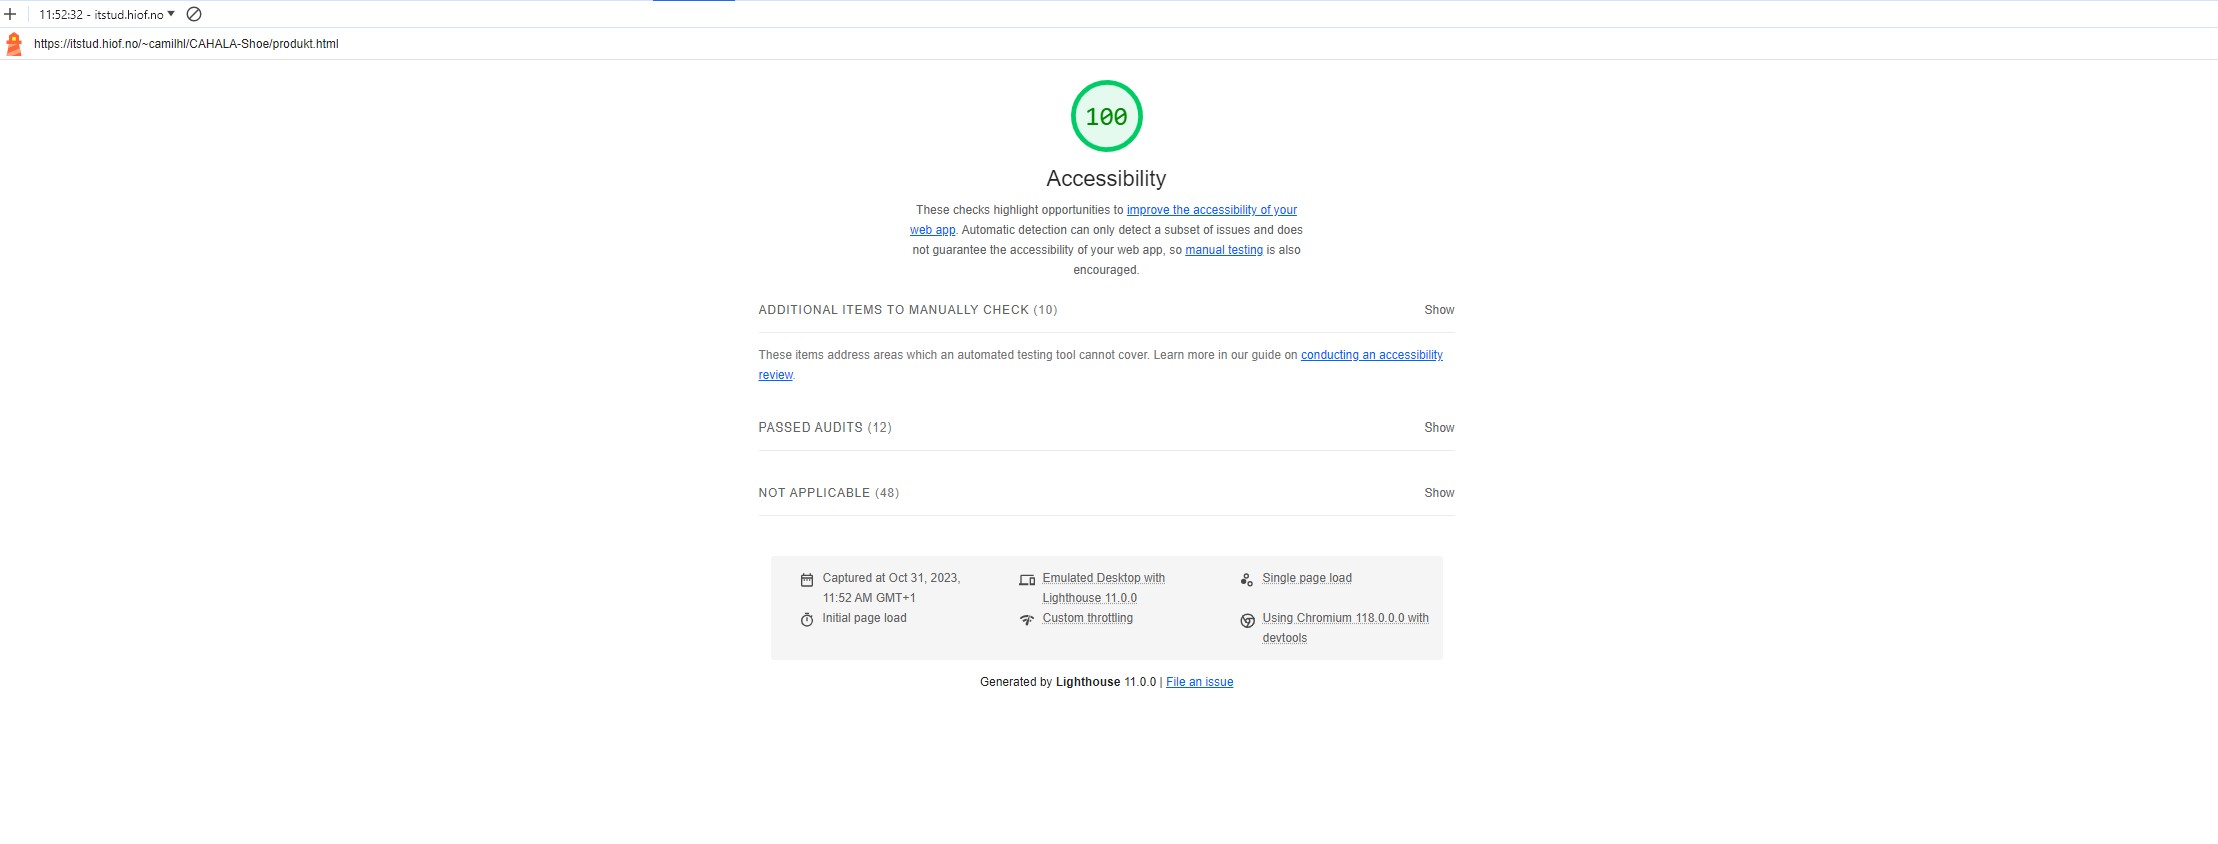 11:52:32 - itstud.hiof.no
https://itstud.hiof.no/~camilhl/CAHALA-Shoe/produkt.html
100
Accessibility
These checks highlight opportunities to improve the accessibility of your
web app. Automatic detection can only detect a subset of issues and does
not guarantee the accessibility of your web app, so manual testing is also
encouraged.
ADDITIONAL ITEMS TO MANUALLY CHECK (10) Show
These items address areas which an automated testing tool cannot cover. Learn more in our guide on conducting an accessibility
review.
PASSED AUDITS (12) Show
NOT APPLICABLE (48) Show
Captured at Oct 31, 2023, Emulated Desktop with Single page load
11:52 AM GMT+1 Lighthouse 11.0.0
Initial page load Custom throttling Using Chromium 118.0.0.0 with
devtools
Generated by Lighthouse 11.0.0 | File an issue